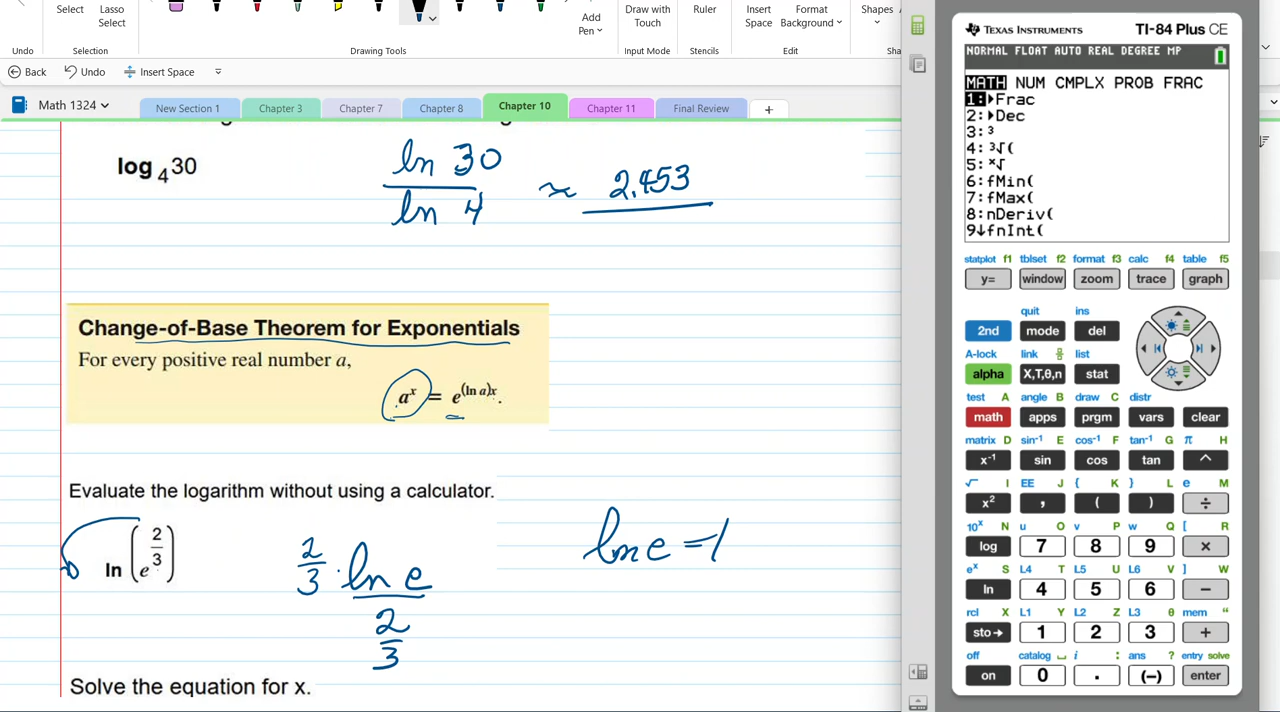 Select Lasso Select Add Pen Draw with Touch Ruler Insert Space Format Background Shapes
Undo Selection Drawing Tools Input Mode Stencils Edit
Back Undo Insert Space
Math 1324 New Section 1 Chapter 3 Chapter 7 Chapter 8 Chapter 10 Chapter 11 Final Review +
log₄30
ln 30 / ln 4 ≈ 2.453
Change-of-Base Theorem for Exponentials
For every positive real number a,
aˣ = e^(ln a)x.
Evaluate the logarithm without using a calculator.
ln (e^(2/3))
2/3 · ln e
2/3
ln e = 1
Solve the equation for x.
TEXAS INSTRUMENTS TI-84 Plus CE
NORMAL FLOAT AUTO REAL DEGREE MP
MATH NUM CMPLX PROB FRAC
1:▶Frac
2:▶Dec
3:³
4:³√(
5:ˣ√
6:fMin(
7:fMax(
8:nDeriv(
9↓fnInt(
statplot f1 tblset f2 format f3 calc f4 table f5
y= window zoom trace graph
quit ins
2nd mode del
A-lock link list
alpha X,T,θ,n stat
test A angle B draw C distr
math apps prgm vars clear
matrix D sin⁻¹ E cos⁻¹ F tan⁻¹ G π H
x⁻¹ sin cos tan ^
√ I EE J { K } L e M
x² , ( ) ÷
10ˣ N u O v P w Q [ R
log 7 8 9 ×
eˣ S L4 T L5 U L6 V ] W
ln 4 5 6 −
rcl X L1 Y L2 Z L3 θ mem “
sto→ 1 2 3 +
off catalog ␣ i : ans ? entry solve
on 0 . (−) enter